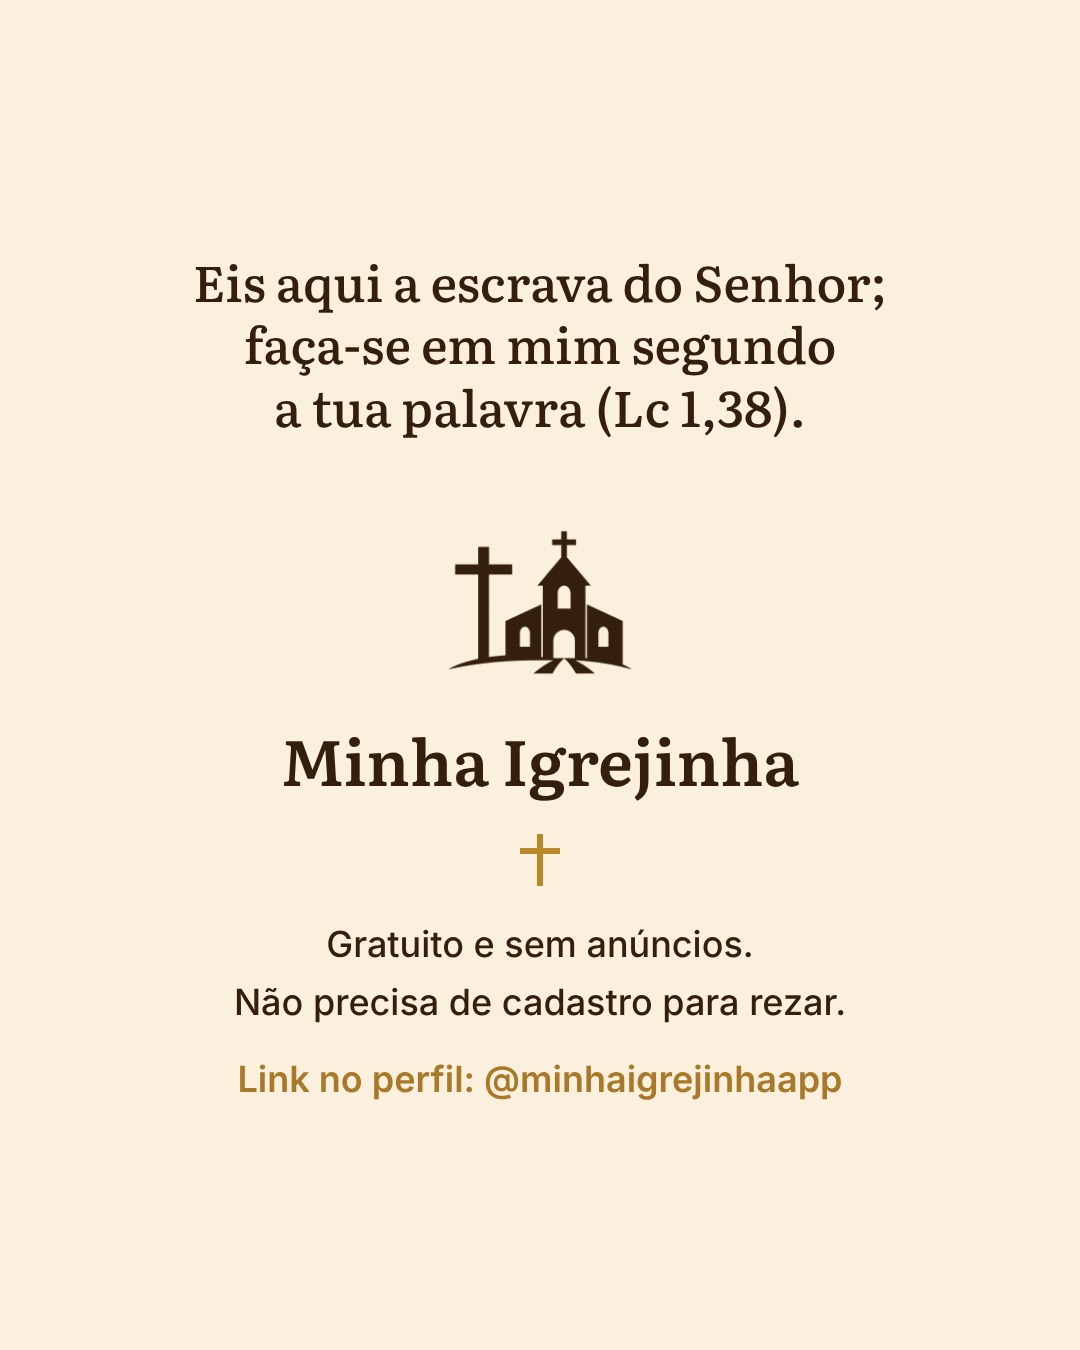 Eis aqui a escrava do Senhor;
faça-se em mim segundo
a tua palavra (Lc 1,38).
Minha Igrejinha
Gratuito e sem anúncios.
Não precisa de cadastro para rezar.
Link no perfil: @minhaigrejinhaapp